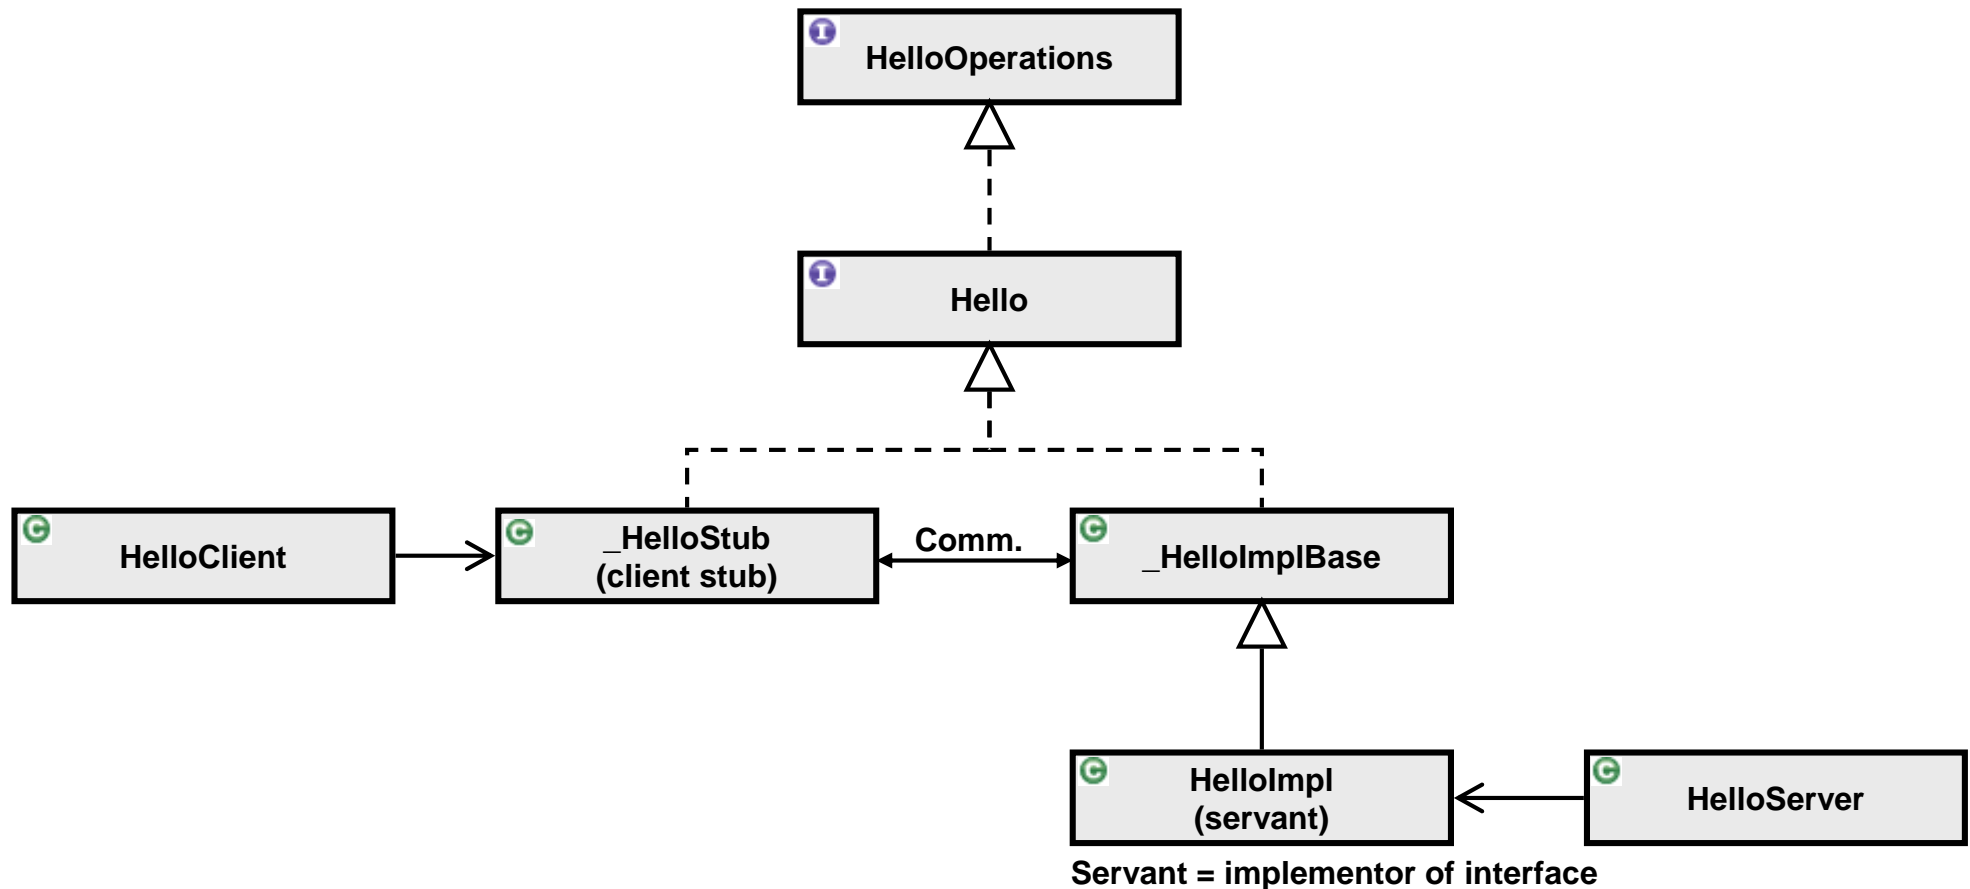 I
HelloOperations
I
Hello
C
HelloClient
C
_HelloStub
(client stub)
Comm.
C
_HelloImplBase
C
HelloImpl
(servant)
C
HelloServer
Servant = implementor of interface